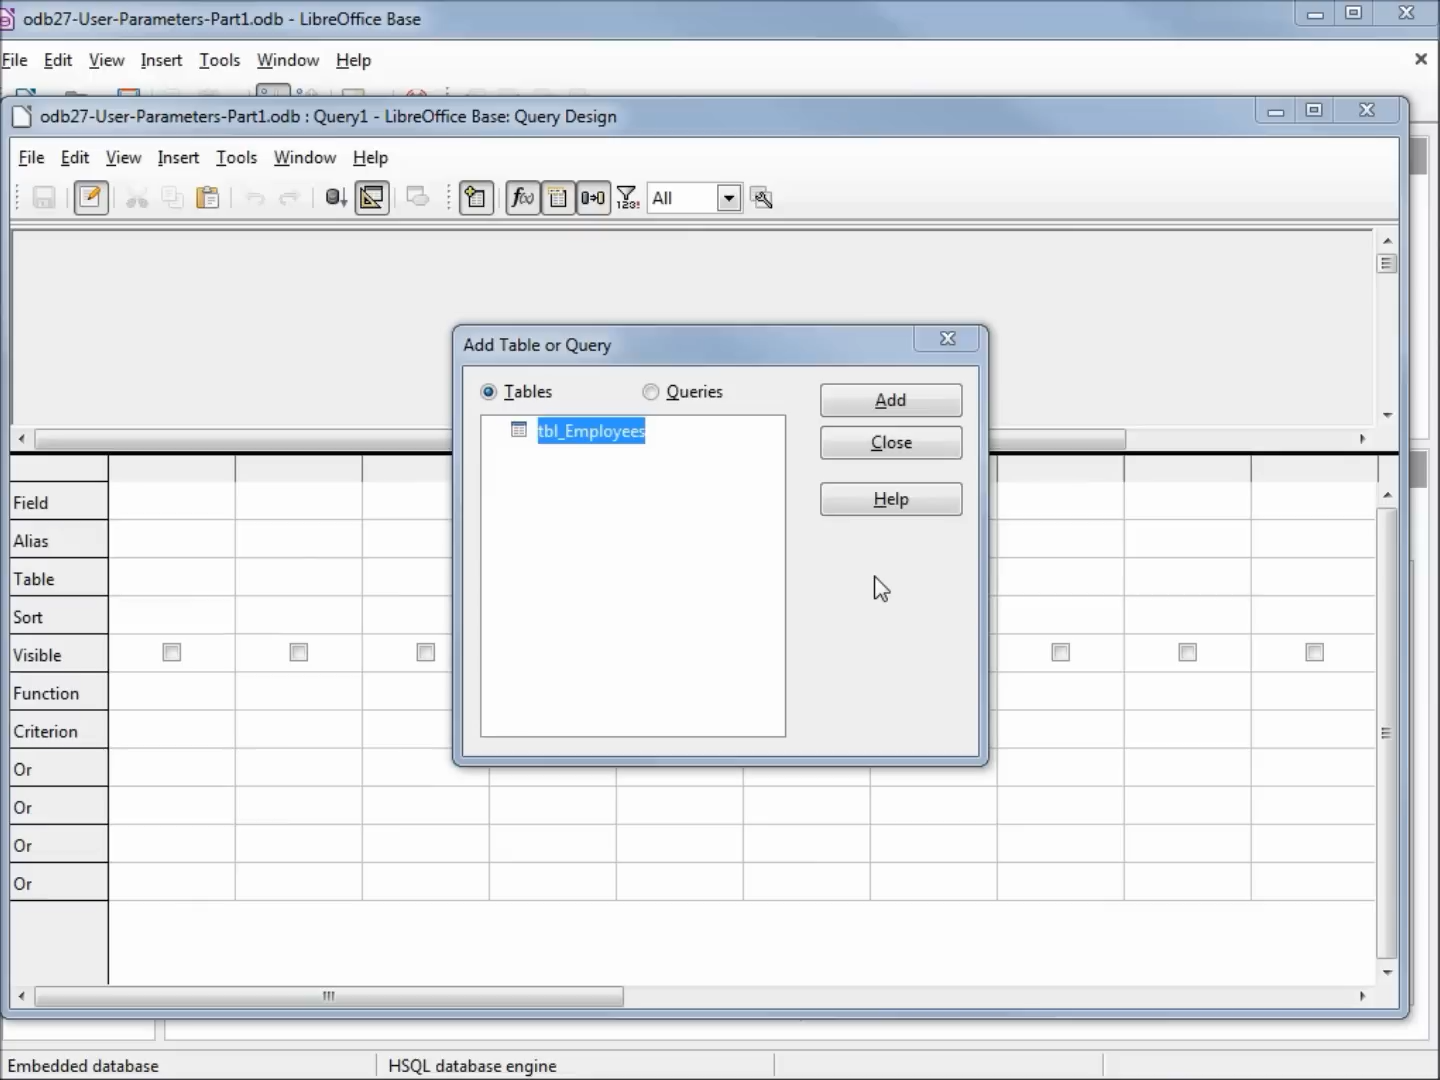 odb27-User-Parameters-Part1.odb - LibreOffice Base
File Edit View Insert Tools Window Help
odb27-User-Parameters-Part1.odb : Query1 - LibreOffice Base: Query Design
File Edit View Insert Tools Window Help
f(x) 123! All
Add Table or Query
Tables Queries
Add
tbl_Employees
Close
Help
Field
Alias
Table
Sort
Visible
Function
Criterion
Or
Or
Or
Or
Embedded database HSQL database engine